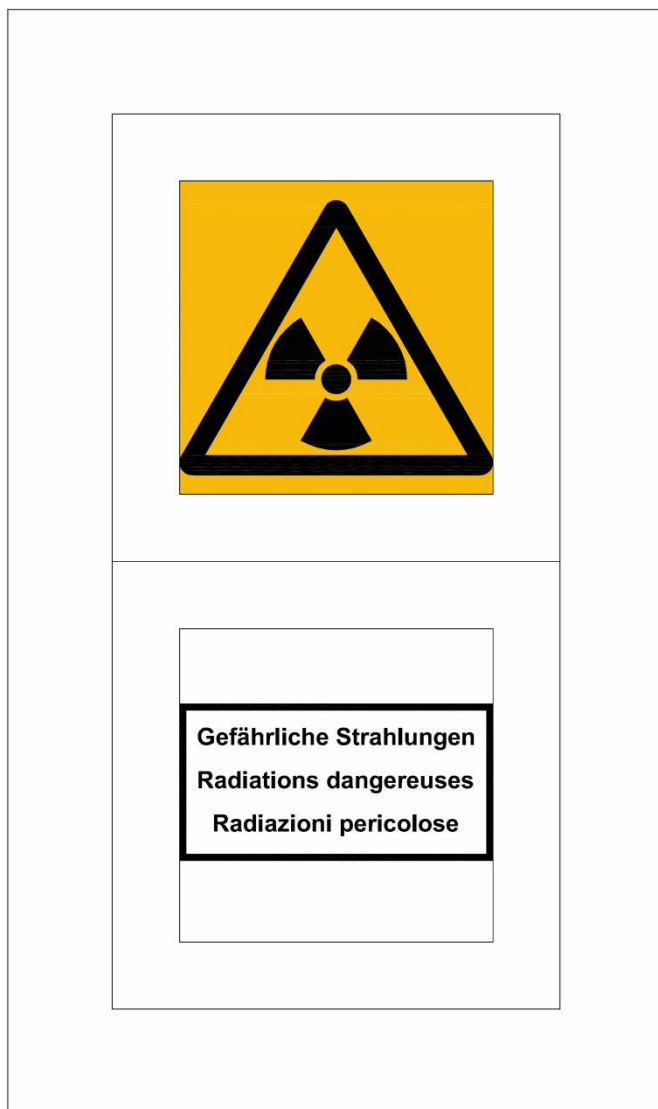 Gefährliche Strahlungen
Radiations dangereuses
Radiazioni pericolose